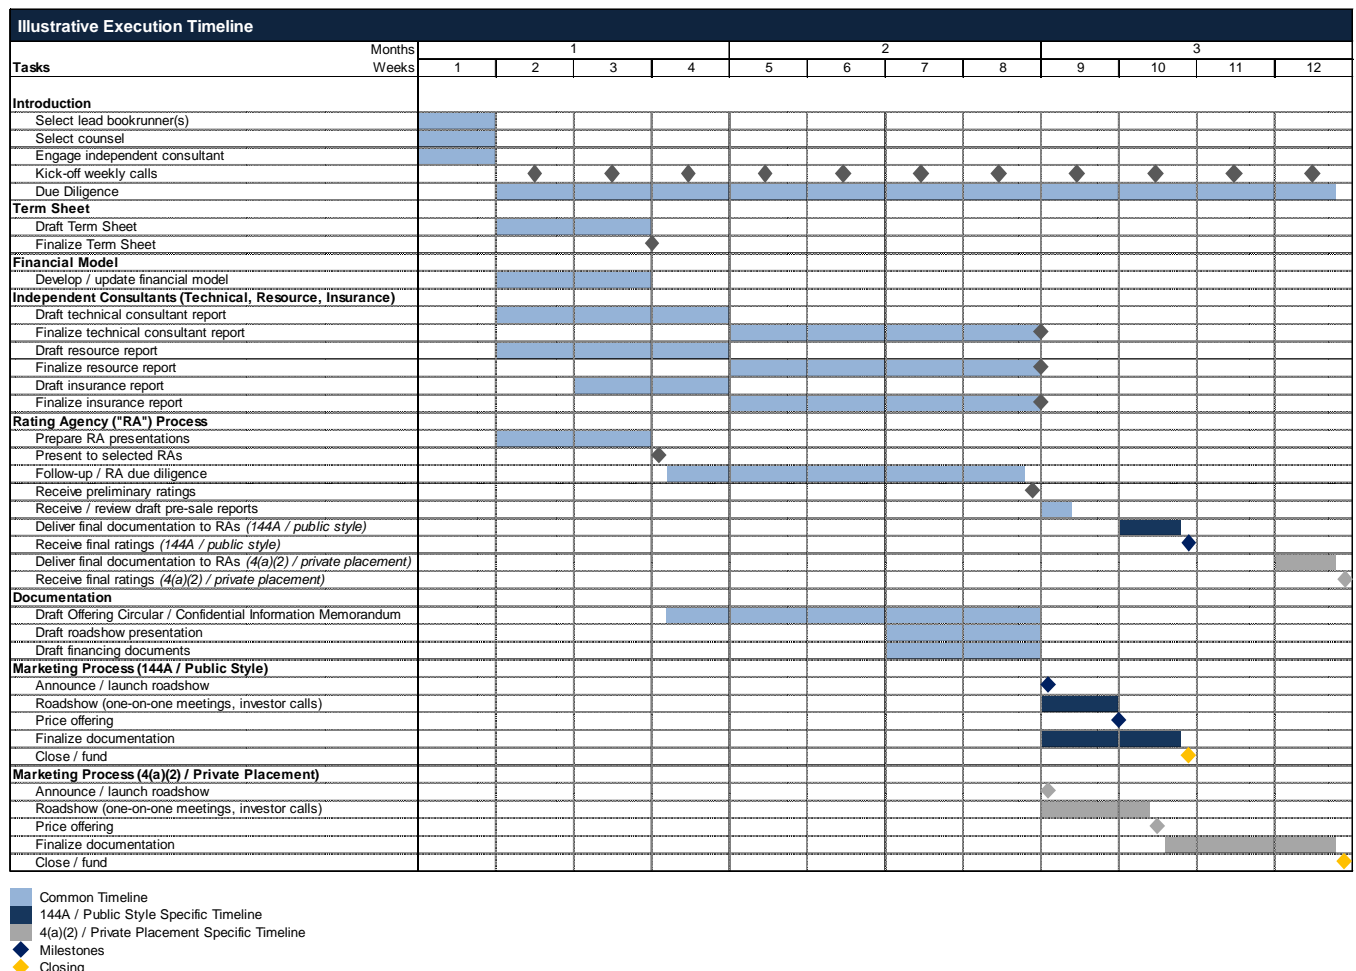 Illustrative Execution Timeline
Months 1 2 3
Tasks Weeks 1 2 3 4 5 6 7 8 9 10 11 12
Introduction
Select lead bookrunner(s)
Select counsel
Engage independent consultant
Kick-off weekly calls
Due Diligence
Term Sheet
Draft Term Sheet
Finalize Term Sheet
Financial Model
Develop / update financial model
Independent Consultants (Technical, Resource, Insurance)
Draft technical consultant report
Finalize technical consultant report
Draft resource report
Finalize resource report
Draft insurance report
Finalize insurance report
Rating Agency ("RA") Process
Prepare RA presentations
Present to selected RAs
Follow-up / RA due diligence
Receive preliminary ratings
Receive / review draft pre-sale reports
Deliver final documentation to RAs (144A / public style)
Receive final ratings (144A / public style)
Deliver final documentation to RAs (4(a)(2) / private placement)
Receive final ratings (4(a)(2) / private placement)
Documentation
Draft Offering Circular / Confidential Information Memorandum
Draft roadshow presentation
Draft financing documents
Marketing Process (144A / Public Style)
Announce / launch roadshow
Roadshow (one-on-one meetings, investor calls)
Price offering
Finalize documentation
Close / fund
Marketing Process (4(a)(2) / Private Placement)
Announce / launch roadshow
Roadshow (one-on-one meetings, investor calls)
Price offering
Finalize documentation
Close / fund
Common Timeline
144A / Public Style Specific Timeline
4(a)(2) / Private Placement Specific Timeline
Milestones
Closing